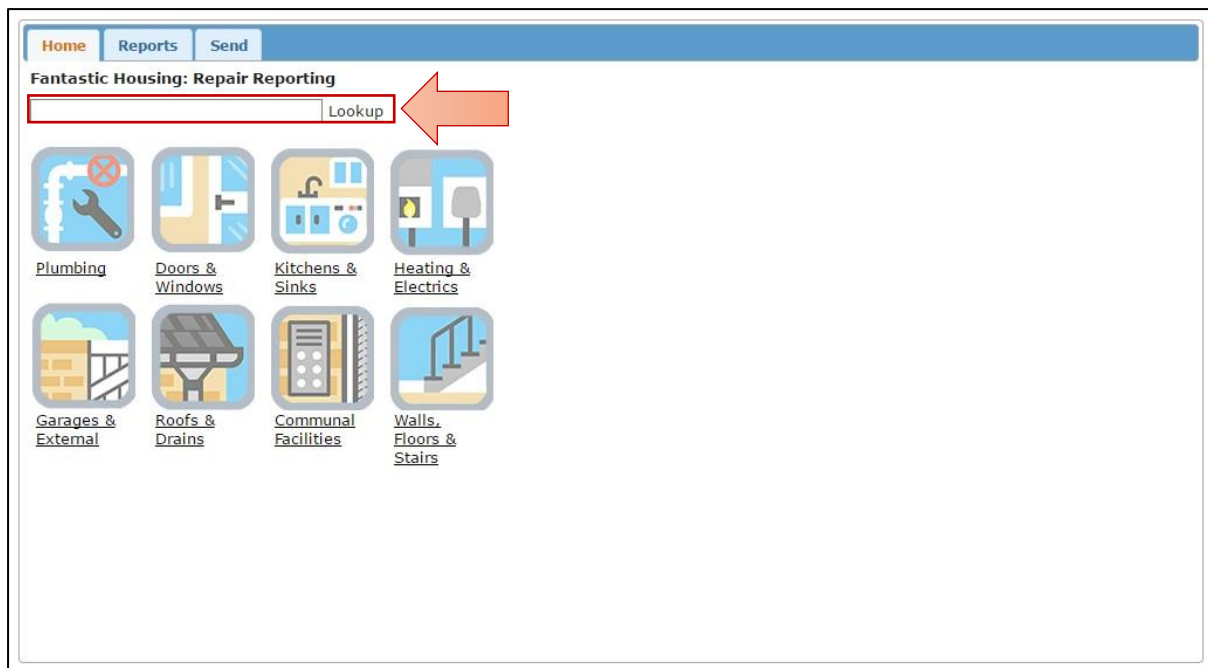 Home Reports Send
Fantastic Housing: Repair Reporting
Lookup
Plumbing
Doors &
Windows
Kitchens &
Sinks
Heating &
Electrics
Garages &
External
Roofs &
Drains
Communal
Facilities
Walls,
Floors &
Stairs